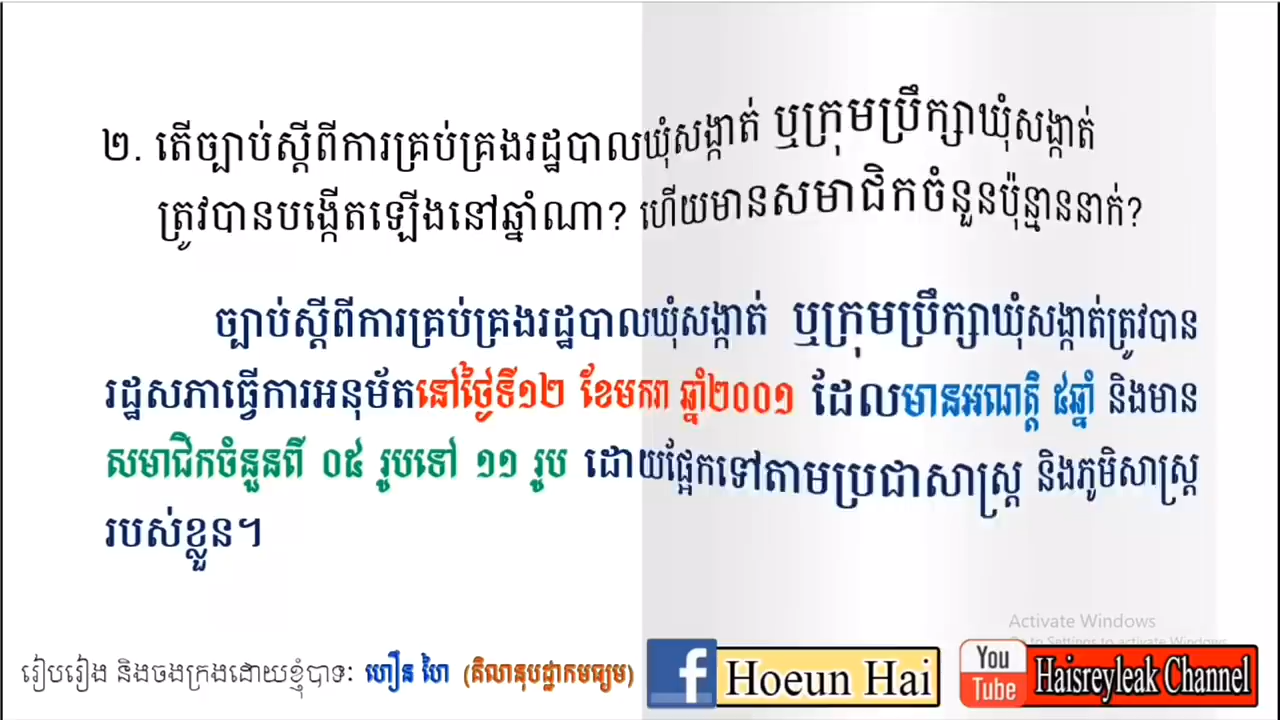 ២. តើច្បាប់ស្ដីពីការគ្រប់គ្រងរដ្ឋបាលឃុំសង្កាត់ ឬក្រុមប្រឹក្សាឃុំសង្កាត់
ត្រូវបានបង្កើតឡើងនៅឆ្នាំណា? ហើយមានសមាជិកចំនួនប៉ុន្មាននាក់?
ច្បាប់ស្ដីពីការគ្រប់គ្រងរដ្ឋបាលឃុំសង្កាត់ ឬក្រុមប្រឹក្សាឃុំសង្កាត់ត្រូវបាន
រដ្ឋសភាធ្វើការអនុម័តនៅថ្ងៃទី១២ ខែមករា ឆ្នាំ២០០១ ដែលមានអណត្តិ ៥ឆ្នាំ និងមាន
សមាជិកចំនួនពី ០៥ រូបទៅ ១១ រូប ដោយផ្អែកទៅតាមប្រជាសាស្ត្រ និងភូមិសាស្ត្រ
របស់ខ្លួន។
Activate Windows
Go to Settings to activate Windows.
រៀបរៀង និងចងក្រងដោយខ្ញុំបាទៈ ហឿន ហៃ (គិលានុបដ្ឋាកមធ្យម)
f Hoeun Hai
You Tube Haisreyleak Channel